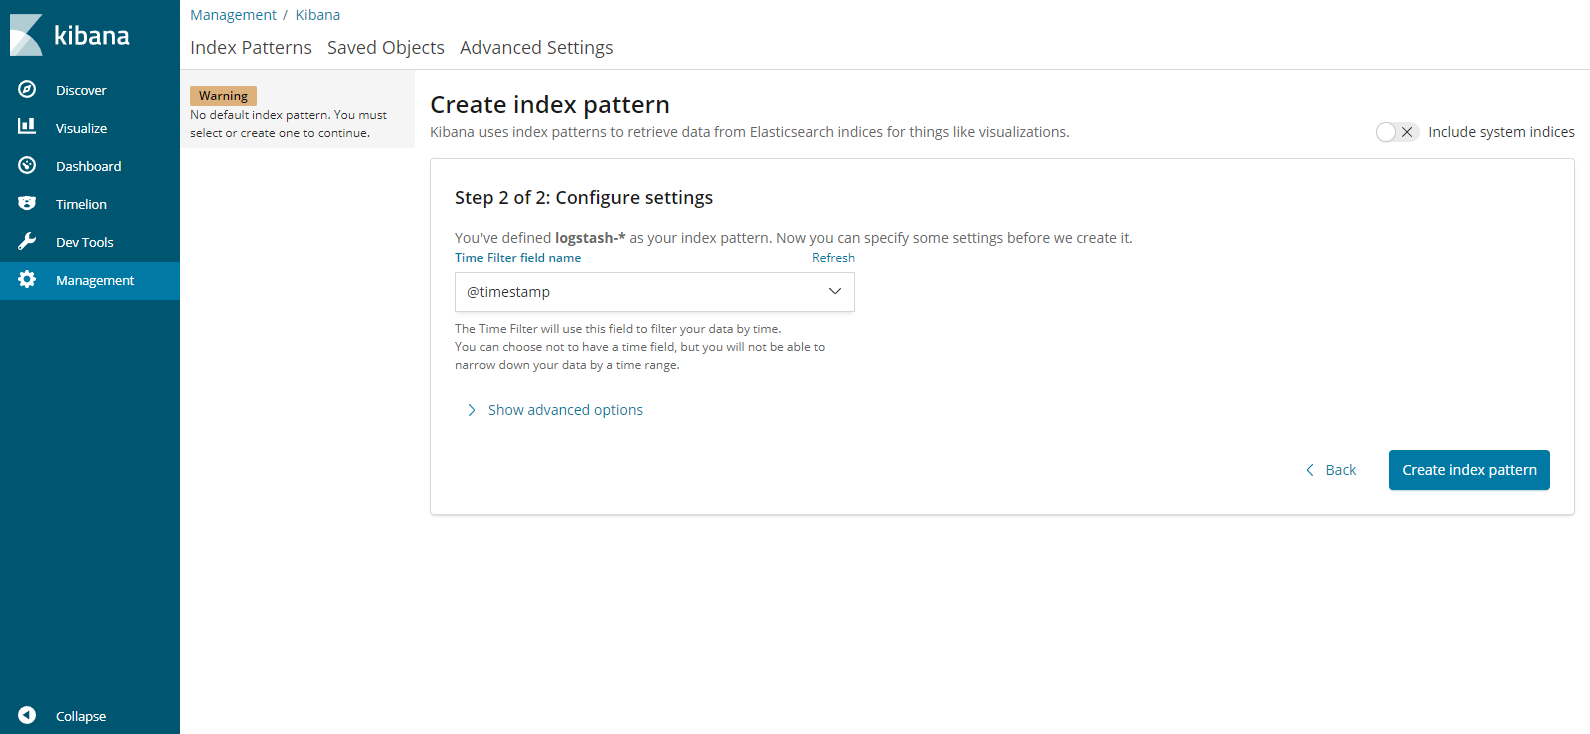 kibana
Discover
Visualize
Dashboard
Timelion
Dev Tools
Management
Collapse
Management / Kibana
Index Patterns Saved Objects Advanced Settings
Warning
No default index pattern. You must
select or create one to continue.
Create index pattern
Kibana uses index patterns to retrieve data from Elasticsearch indices for things like visualizations.
Include system indices
Step 2 of 2: Configure settings
You've defined logstash-* as your index pattern. Now you can specify some settings before we create it.
Time Filter field name Refresh
@timestamp
The Time Filter will use this field to filter your data by time.
You can choose not to have a time field, but you will not be able to
narrow down your data by a time range.
Show advanced options
Back
Create index pattern